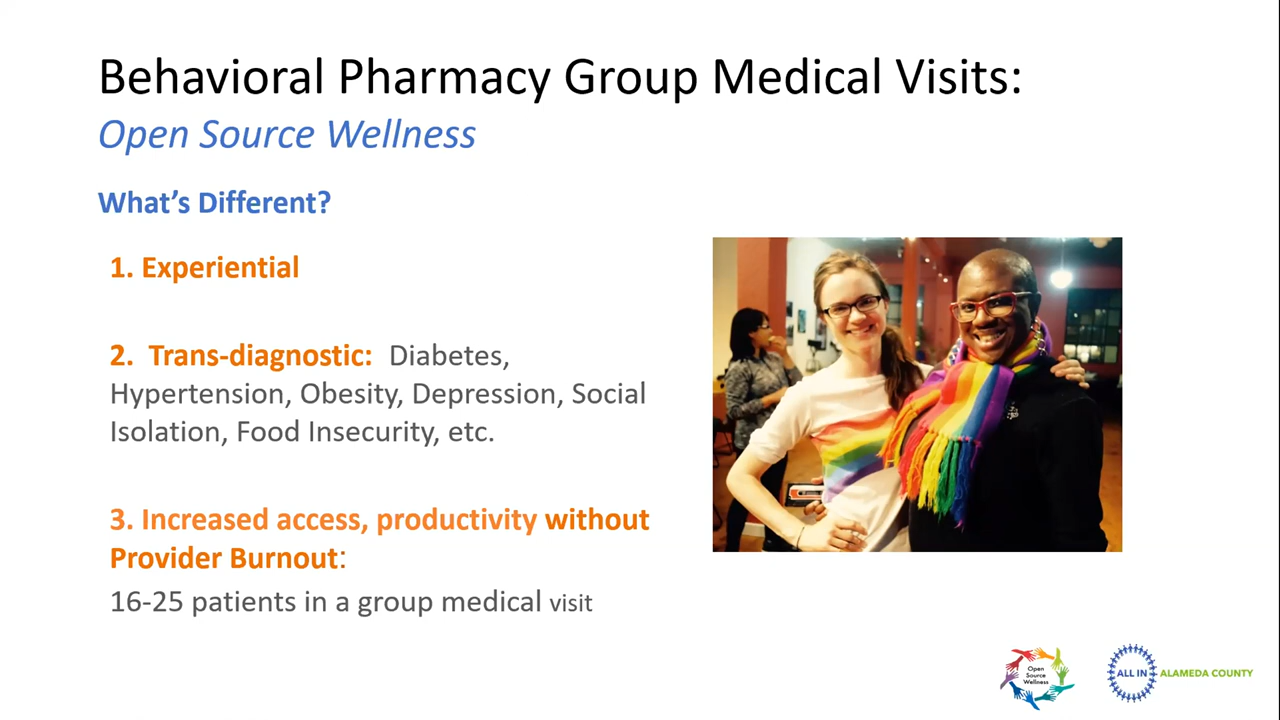 Behavioral Pharmacy Group Medical Visits:
Open Source Wellness
What’s Different?
1. Experiential
2.  Trans-diagnostic:  Diabetes,
Hypertension, Obesity, Depression, Social
Isolation, Food Insecurity, etc.
3. Increased access, productivity without
Provider Burnout:
16-25 patients in a group medical visit
Open
Source
Wellness
ALL IN ALAMEDA COUNTY